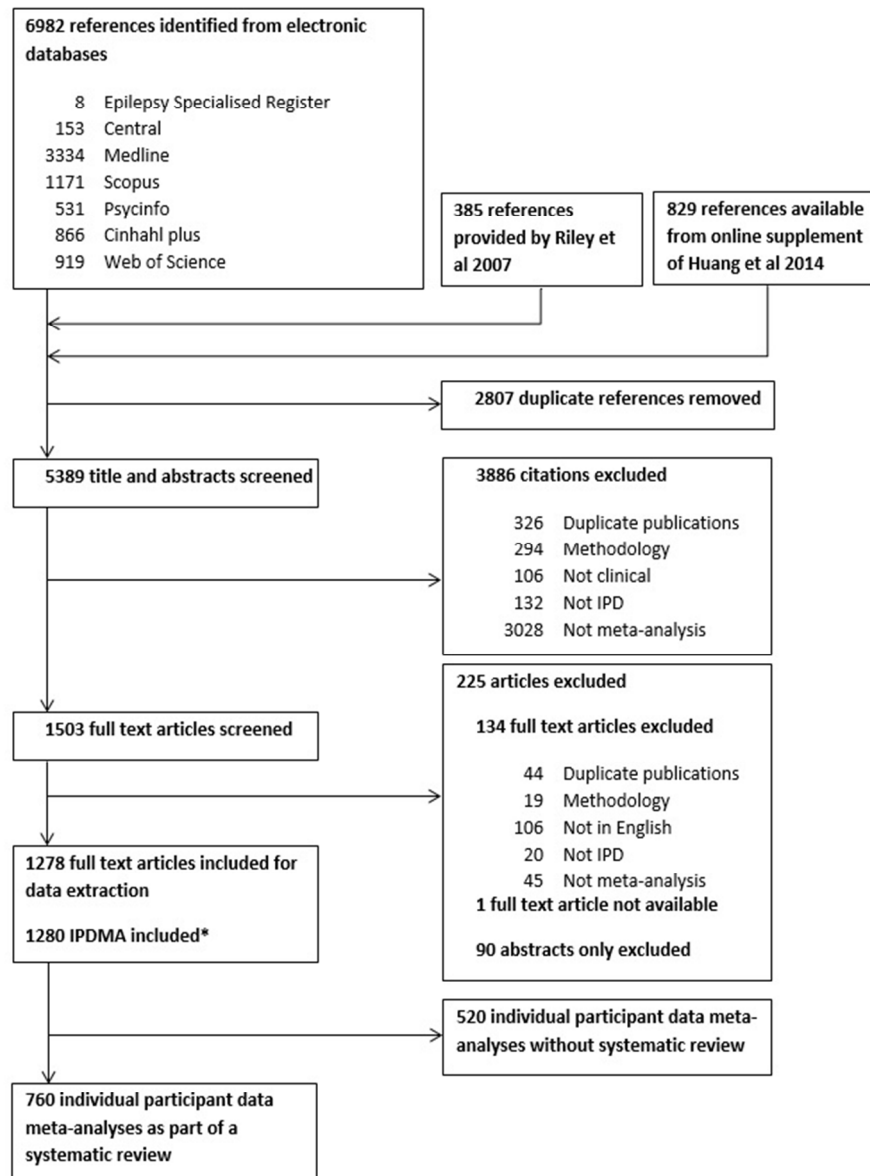 6982 references identified from electronic
databases
8 Epilepsy Specialised Register
153 Central
3334 Medline
1171 Scopus
531 Psycinfo
866 Cinhahl plus
919 Web of Science
385 references
provided by Riley et
al 2007
829 references available
from online supplement
of Huang et al 2014
2807 duplicate references removed
5389 title and abstracts screened
3886 citations excluded
326 Duplicate publications
294 Methodology
106 Not clinical
132 Not IPD
3028 Not meta-analysis
1503 full text articles screened
225 articles excluded
134 full text articles excluded
44 Duplicate publications
19 Methodology
106 Not in English
20 Not IPD
45 Not meta-analysis
1 full text article not available
90 abstracts only excluded
1278 full text articles included for
data extraction
1280 IPDMA included*
520 individual participant data meta-
analyses without systematic review
760 individual participant data
meta-analyses as part of a
systematic review